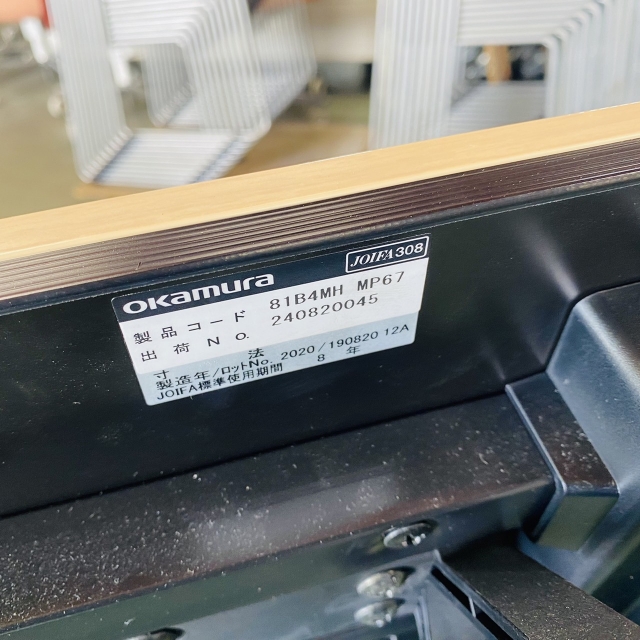 okamura JOIFA308
製品コード 81B4MH MP67
出荷NO. 240820045
寸法
製造年/ロットNo. 2020/190820 12A
JOIFA標準使用期間 8年